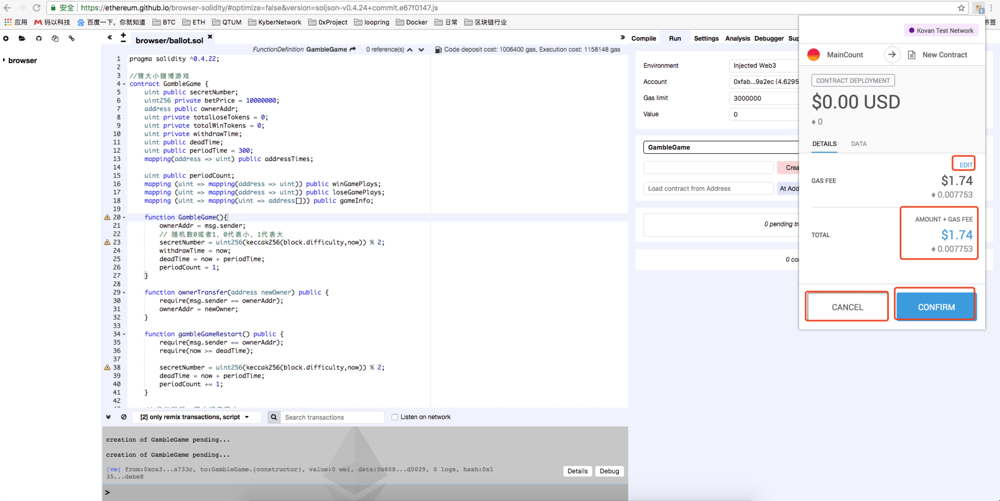 安全 https://ethereum.github.io/browser-solidity/#optimize=false&version=soljson-v0.4.24+commit.e67f0147.js
1
应用 码以科技 百度一下，你就知道 BTC ETH QTUM KyberNetwork 0xProject loopring Docker 日常 区块链行业 书签
browser
browser/ballot.sol
FunctionDefinition GambleGame 0 reference(s) Code deposit cost: 1006400 gas, Execution cost: 1158148 gas
1 pragma solidity ^0.4.22;
2
3 //猜大小赌博游戏
4 contract GambleGame {
5 uint public secretNumber;
6 uint256 private betPrice = 10000000;
7 address public ownerAddr;
8 uint private totalLoseTokens = 0;
9 uint private totalWinTokens = 0;
10 uint private withdrawTime;
11 uint public deadTime;
12 uint public periodTime = 300;
13 mapping(address => uint) public addressTimes;
14
15 uint public periodCount;
16 mapping (uint => mapping(address => uint)) public winGamePlays;
17 mapping (uint => mapping(address => uint)) public loseGamePlays;
18 mapping (uint => mapping(uint => address[])) public gameInfo;
19
20 function GambleGame(){
21 ownerAddr = msg.sender;
22 // 随机数0或者1，0代表小，1代表大
23 secretNumber = uint256(keccak256(block.difficulty,now)) % 2;
24 withdrawTime = now;
25 deadTime = now + periodTime;
26 periodCount = 1;
27 }
28
29 function ownerTransfer(address newOwner) public {
30 require(msg.sender == ownerAddr);
31 ownerAddr = newOwner;
32 }
33
34 function gambleGameRestart() public {
35 require(msg.sender == ownerAddr);
36 require(now >= deadTime);
37
38 secretNumber = uint256(keccak256(block.difficulty,now)) % 2;
39 deadTime = now + periodTime;
40 periodCount += 1;
41 }
42
[2] only remix transactions, script Search transactions Listen on network
creation of GambleGame pending...
creation of GambleGame pending...
[vm] from:0xca3...a733c, to:GambleGame.(constructor), value:0 wei, data:0x608...d0029, 0 logs, hash:0x1
35...debe8
Details Debug
>
Compile Run Settings Analysis Debugger Sup
Environment Injected Web3
Account 0xfab...9a2ec (4.6295
Gas limit 3000000
Value 0
GambleGame
Crea
Load contract from Address At Add
0 pending tr
0 co
Kovan Test Network
MainCount New Contract
CONTRACT DEPLOYMENT
$0.00 USD
0
DETAILS DATA
EDIT
GAS FEE $1.74
0.007753
AMOUNT + GAS FEE
TOTAL $1.74
0.007753
CANCEL CONFIRM